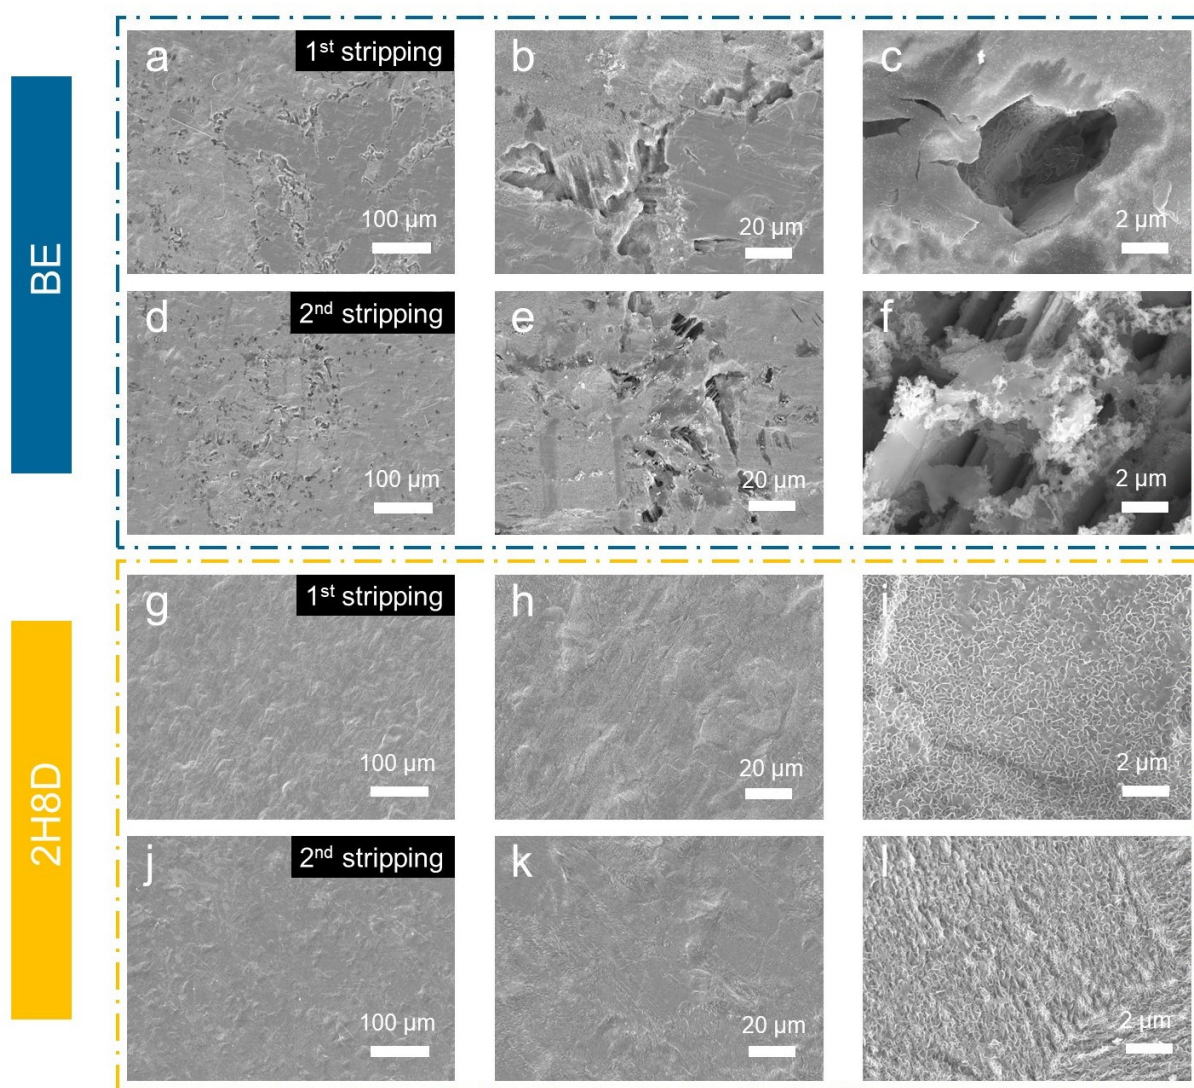 BE
a
1st stripping
100 µm
b
20 µm
c
2 µm
d
2nd stripping
100 µm
e
20 µm
f
2 µm
2H8D
g
1st stripping
100 µm
h
20 µm
i
2 µm
j
2nd stripping
100 µm
k
20 µm
l
2 µm